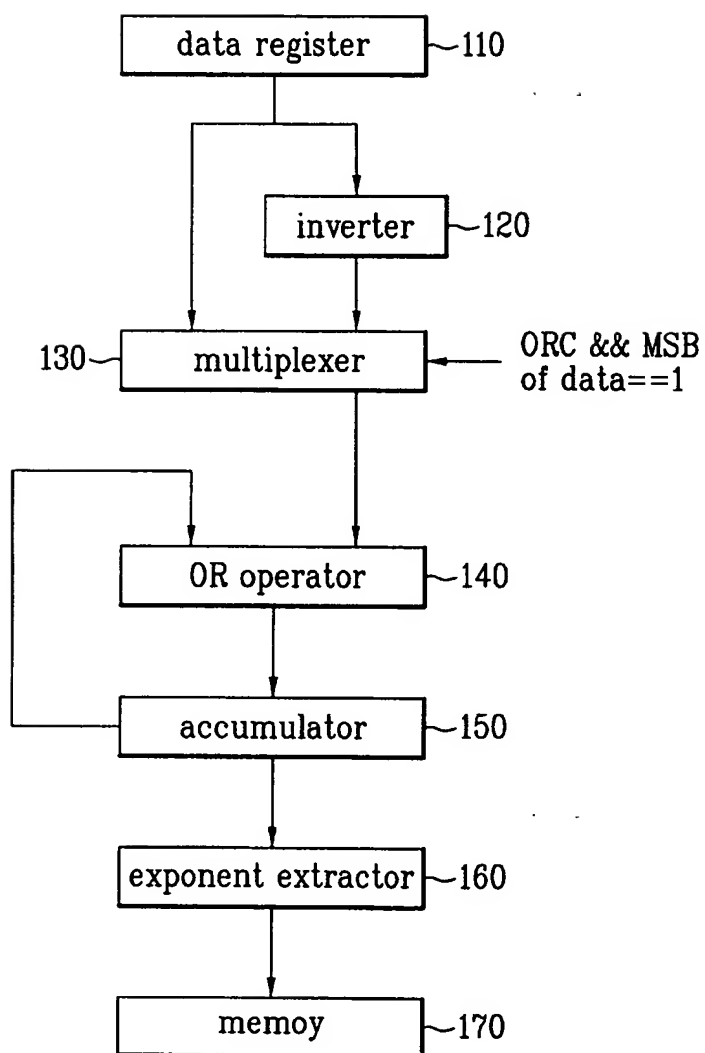 data register 110
inverter 120
130 multiplexer ORC && MSB
of data==1
OR operator 140
accumulator 150
exponent extractor 160
memoy 170